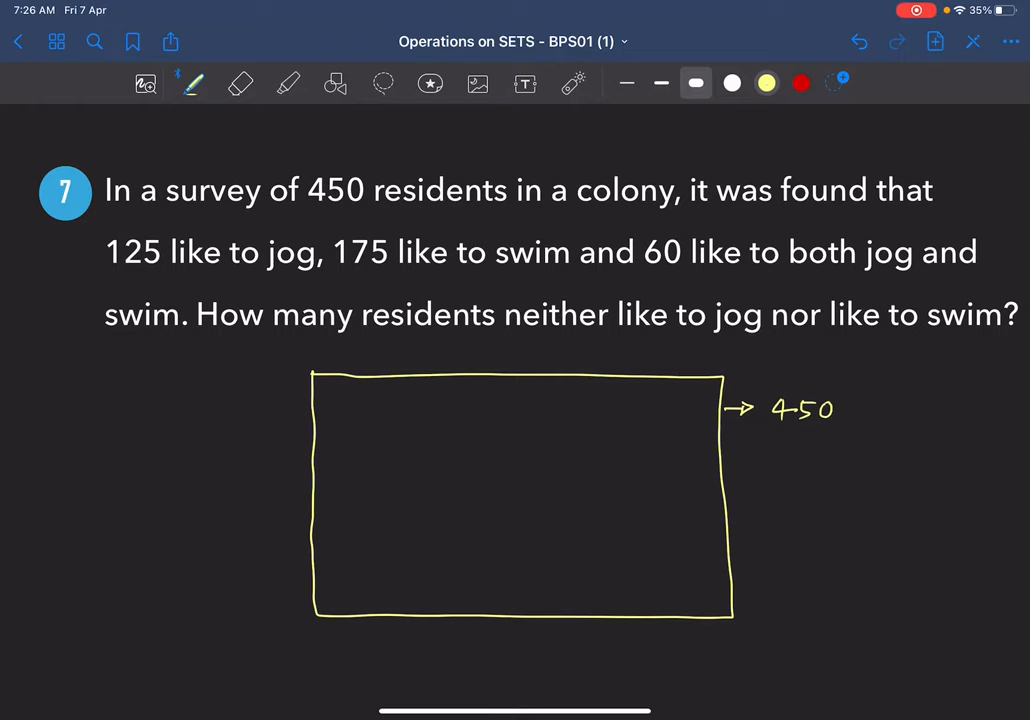 7:26 AM Fri 7 Apr
35%
Operations on SETS - BPS01 (1)
T
7 In a survey of 450 residents in a colony, it was found that
125 like to jog, 175 like to swim and 60 like to both jog and
swim. How many residents neither like to jog nor like to swim?
→ 450